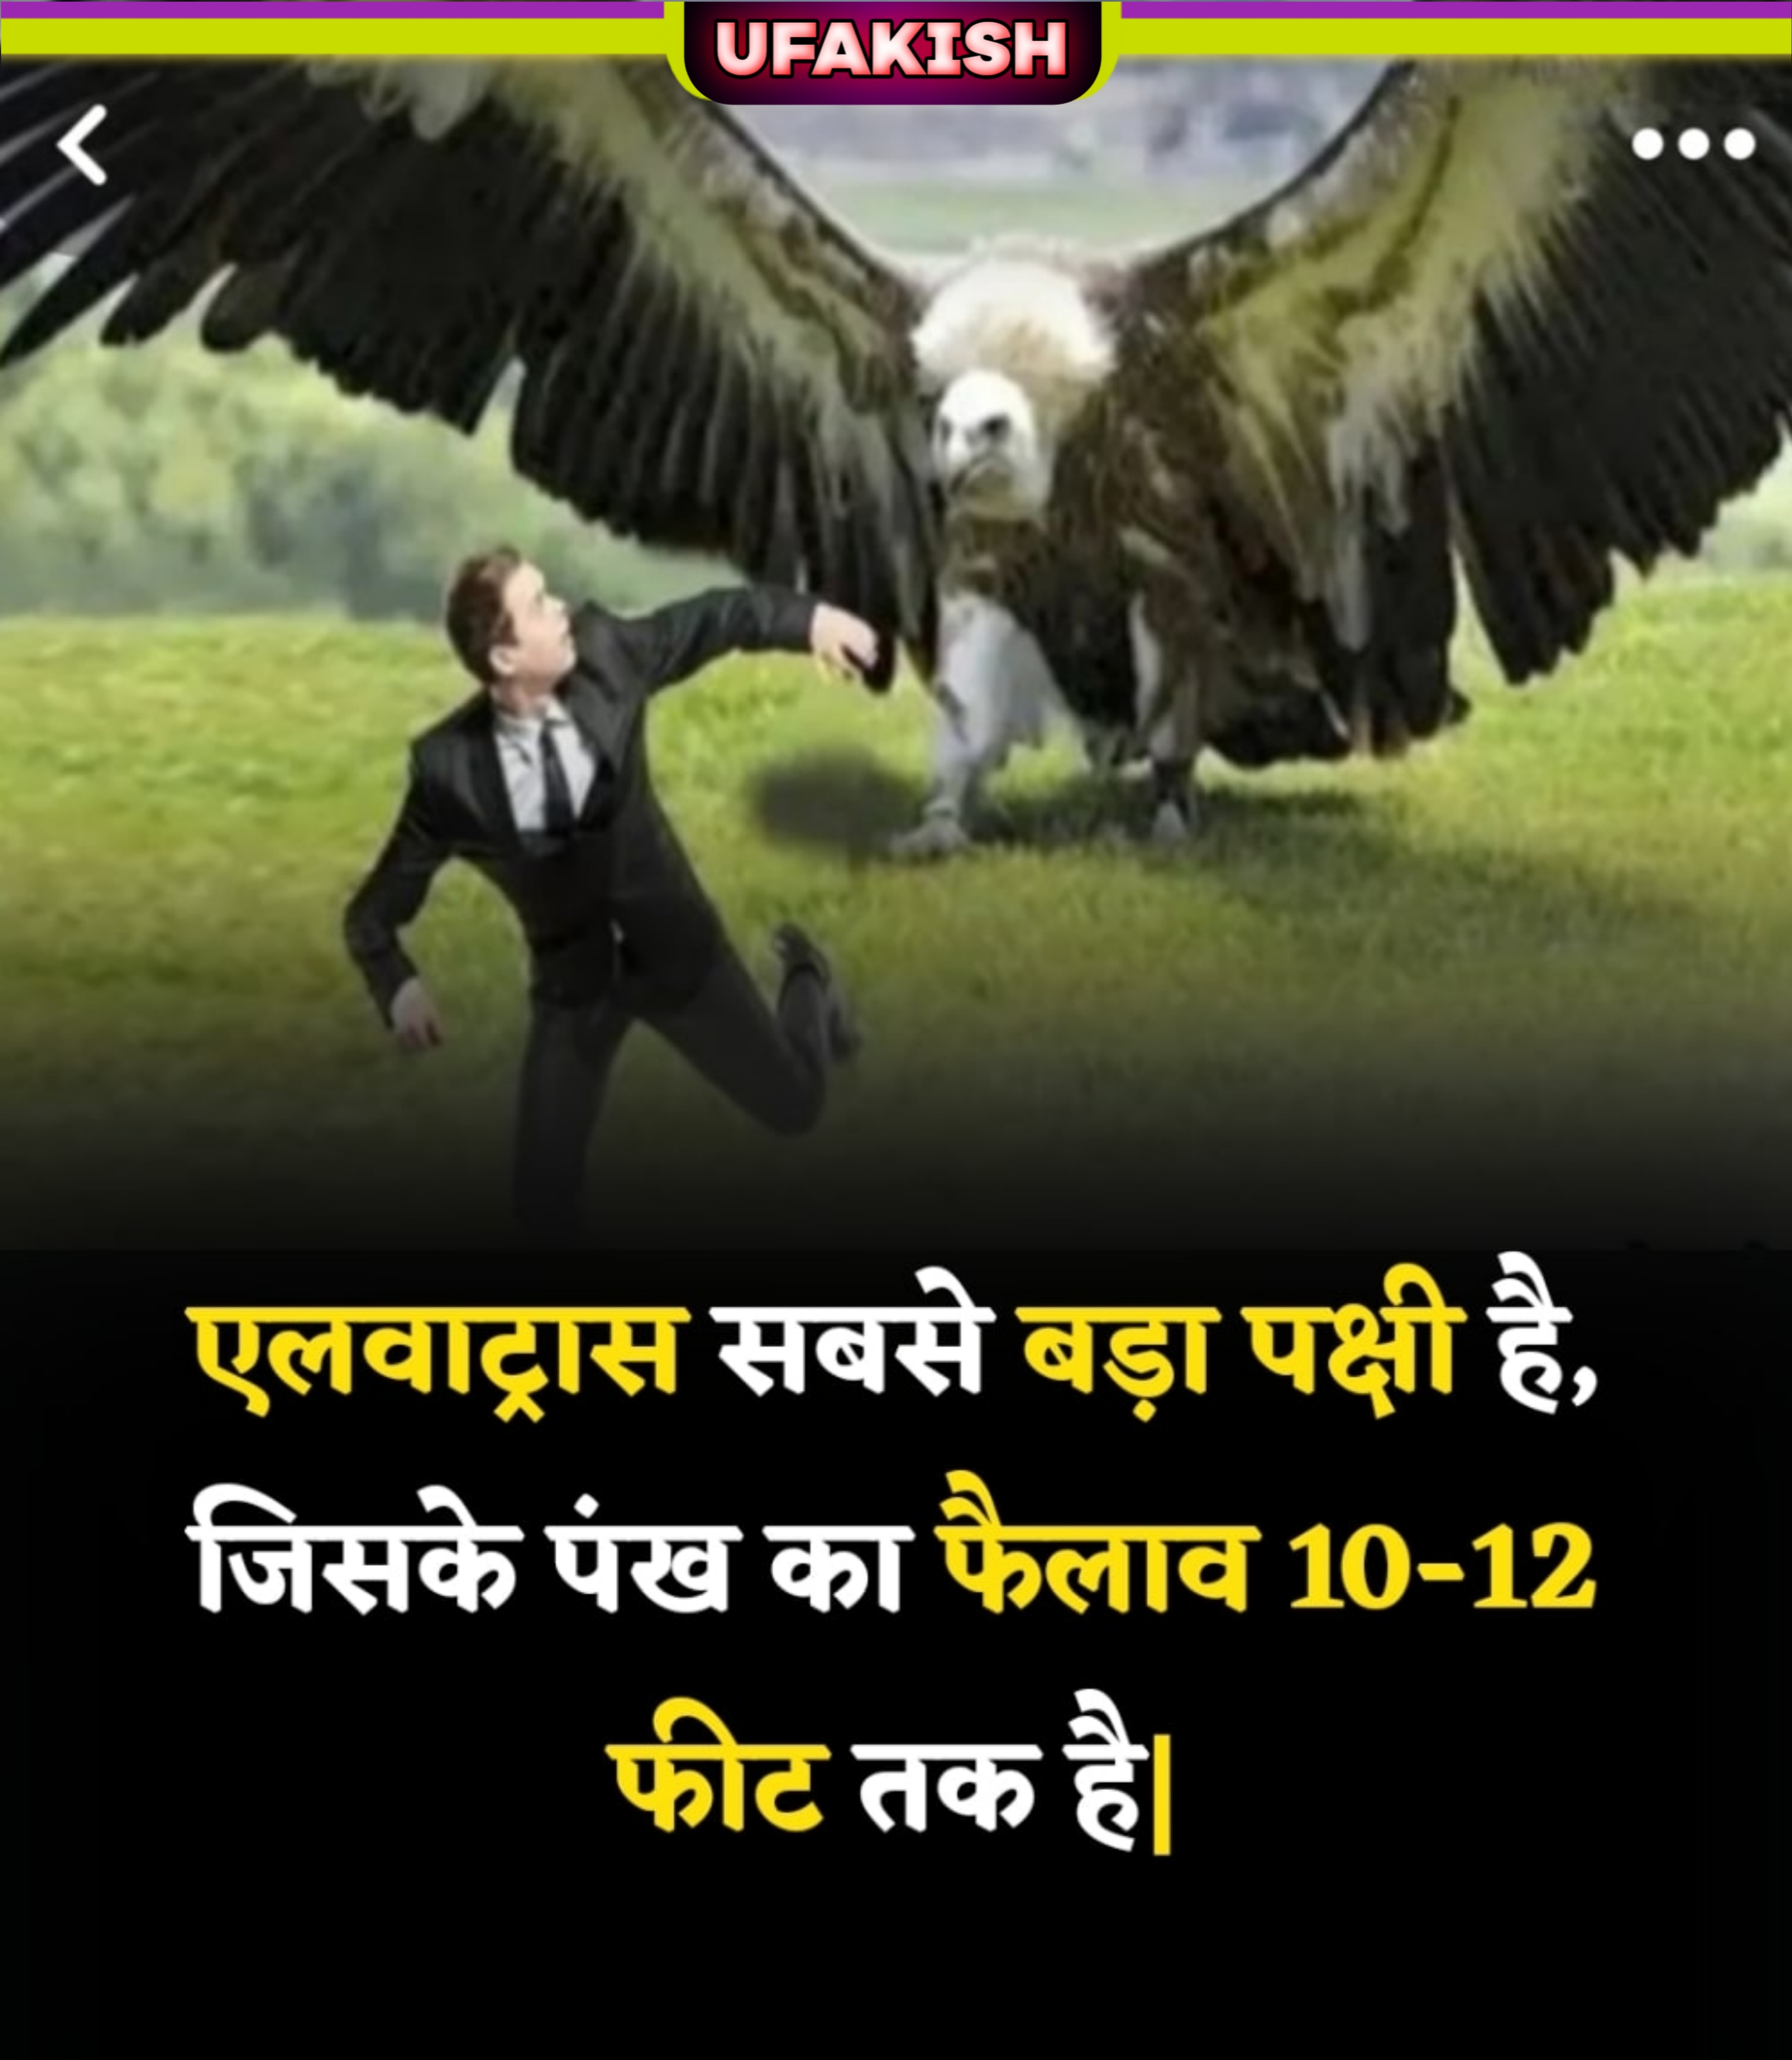 UFAKISH
एलवाट्रास सबसे बड़ा पक्षी है,
जिसके पंख का फैलाव 10-12
फीट तक है|